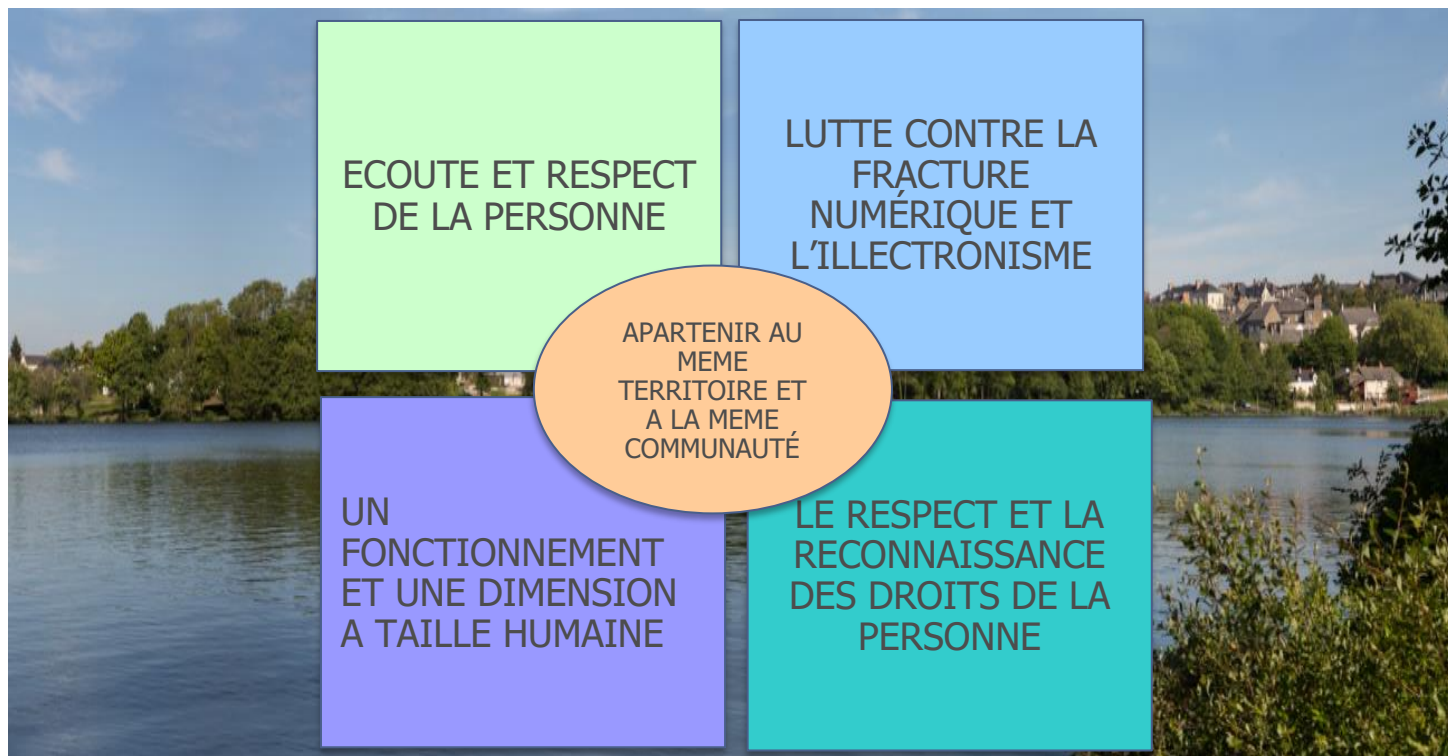 ECOUTE ET RESPECT
DE LA PERSONNE
LUTTE CONTRE LA
FRACTURE
NUMÉRIQUE ET
L’ILLECTRONISME
APARTENIR AU
MEME
TERRITOIRE ET
A LA MEME
COMMUNAUTÉ
UN
FONCTIONNEMENT
ET UNE DIMENSION
A TAILLE HUMAINE
LE RESPECT ET LA
RECONNAISSANCE
DES DROITS DE LA
PERSONNE